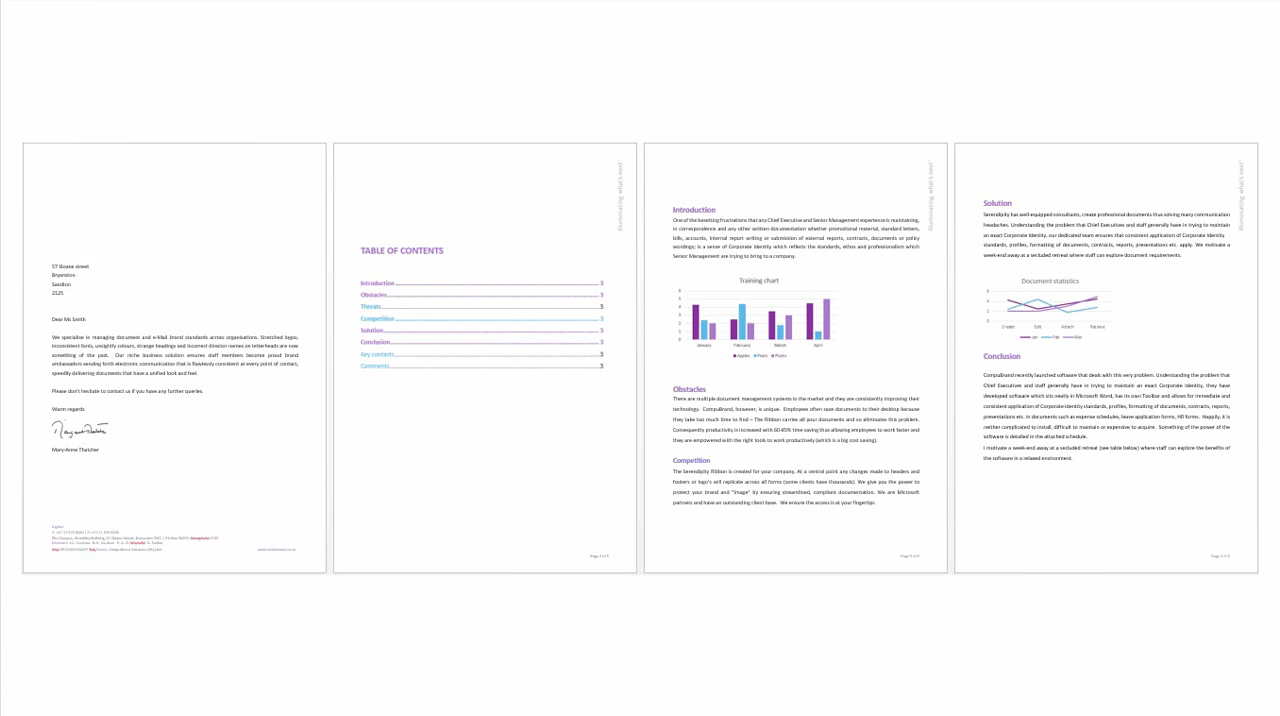 57 Sloane street
Bryanston
Sandton
2125
Dear Ms Smith
We specialise in managing document and e-Mail brand standards across organisations. Stretched logos,
inconsistent fonts, unsightly colours, strange headings and incorrect director names on letterheads are now
something of the past. Our niche business solution ensures staff members become proud brand
ambassadors sending forth electronic communication that is flawlessly consistent at every point of contact,
speedily delivering documents that have a unified look and feel
Please don't hesitate to contact us if you have any further queries.
Warm regards
Mary-Anne Thatcher
illuminating what's next
TABLE OF CONTENTS
Introduction 3
Obstacles 3
Threats 3
Competition 3
Solution 3
Conclusion 3
Key contacts 3
Comments 3
illuminating what's next
Introduction
One of the besetting frustrations that any Chief Executive and Senior Management experience is maintaining,
in correspondence and any other written documentation whether promotional material, standard letters,
bills, accounts, internal report writing or submission of external reports, contracts, documents or policy
wordings; is a sense of Corporate Identity which reflects the standards, ethos and professionalism which
Senior Management are trying to bring to a company.
Training chart
6
5
4
3
2
1
0
January February March April
Apples Pears Plums
Obstacles
There are multiple document management systems in the market and they are consistently improving their
technology. CompuBrand, however, is unique. Employees often save documents to their desktop because
they take too much time to find – The Ribbon carries all your documents and so eliminates this problem.
Consequently productivity is increased with 60-85% time saving thus allowing employees to work faster and
they are empowered with the right tools to work productively (which is a big cost saving).
Competition
The Serendipity Ribbon is created for your company. At a central point any changes made to headers and
footers or logo's will replicate across all forms (some clients have thousands). We give you the power to
protect your brand and "image" by ensuring streamlined, compliant documentation. We are Microsoft
partners and have an outstanding client base. We ensure the access is at your fingertips
illuminating what's next
Solution
Serendipity has well-equipped consultants, create professional documents thus solving many communication
headaches. Understanding the problem that Chief Executives and staff generally have in trying to maintain
an exact Corporate Identity, our dedicated team ensures that consistent application of Corporate Identity
standards, profiles, formatting of documents, contracts, reports, presentations etc. apply. We motivate a
week-end away at a secluded retreat where staff can explore document requirements.
Document statistics
6
4
2
0
Create Edit Attach Finalise
Jan Feb Mar
Conclusion
CompuBrand recently launched software that deals with this very problem. Understanding the problem that
Chief Executives and staff generally have in trying to maintain an exact Corporate Identity, they have
developed software which sits neatly in Microsoft Word, has its own Toolbar and allows for immediate and
consistent application of Corporate Identity standards, profiles, formatting of documents, contracts, reports,
presentations etc. in documents such as expense schedules, leave application forms, HR forms. Happily, it is
neither complicated to install, difficult to maintain or expensive to acquire. Something of the power of the
software is detailed in the attached schedule.
I motivate a week-end away at a secluded retreat (see table below) where staff can explore the benefits of
the software in a relaxed environment.